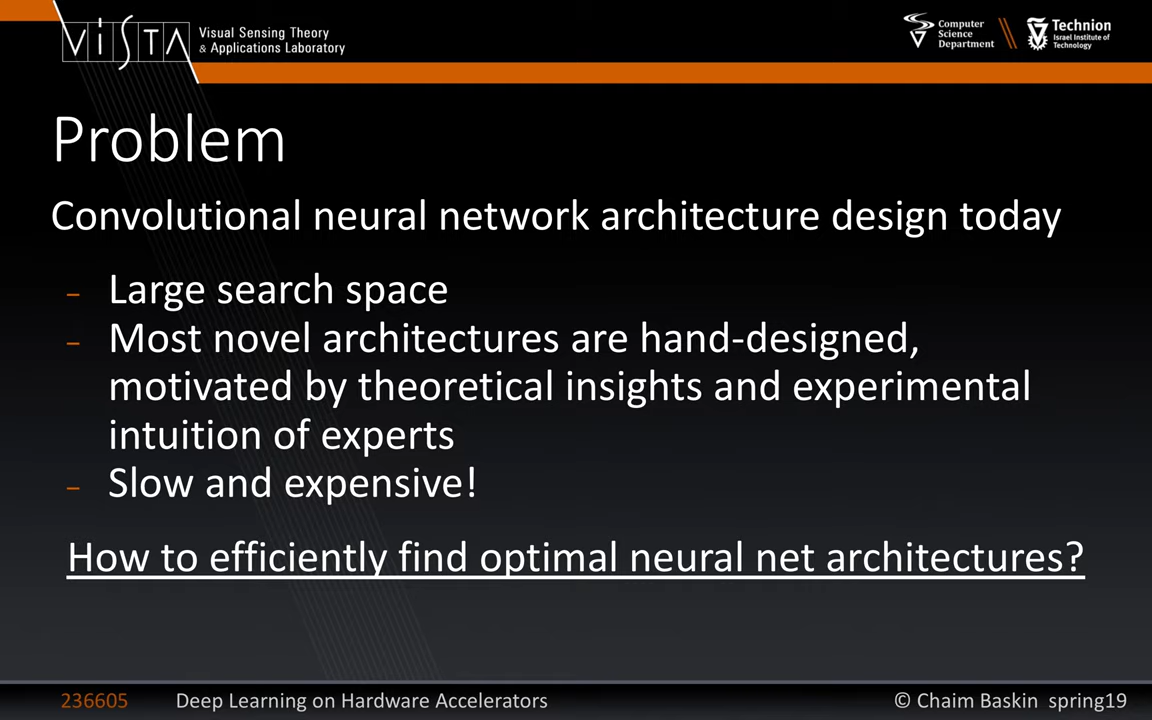 ViSTA
Visual Sensing Theory
& Applications Laboratory
Computer
Science
Department
Technion
Israel Institute of
Technology
Problem
Convolutional neural network architecture design today
- Large search space
- Most novel architectures are hand-designed,
motivated by theoretical insights and experimental
intuition of experts
- Slow and expensive!
How to efficiently find optimal neural net architectures?
236605 Deep Learning on Hardware Accelerators © Chaim Baskin spring19